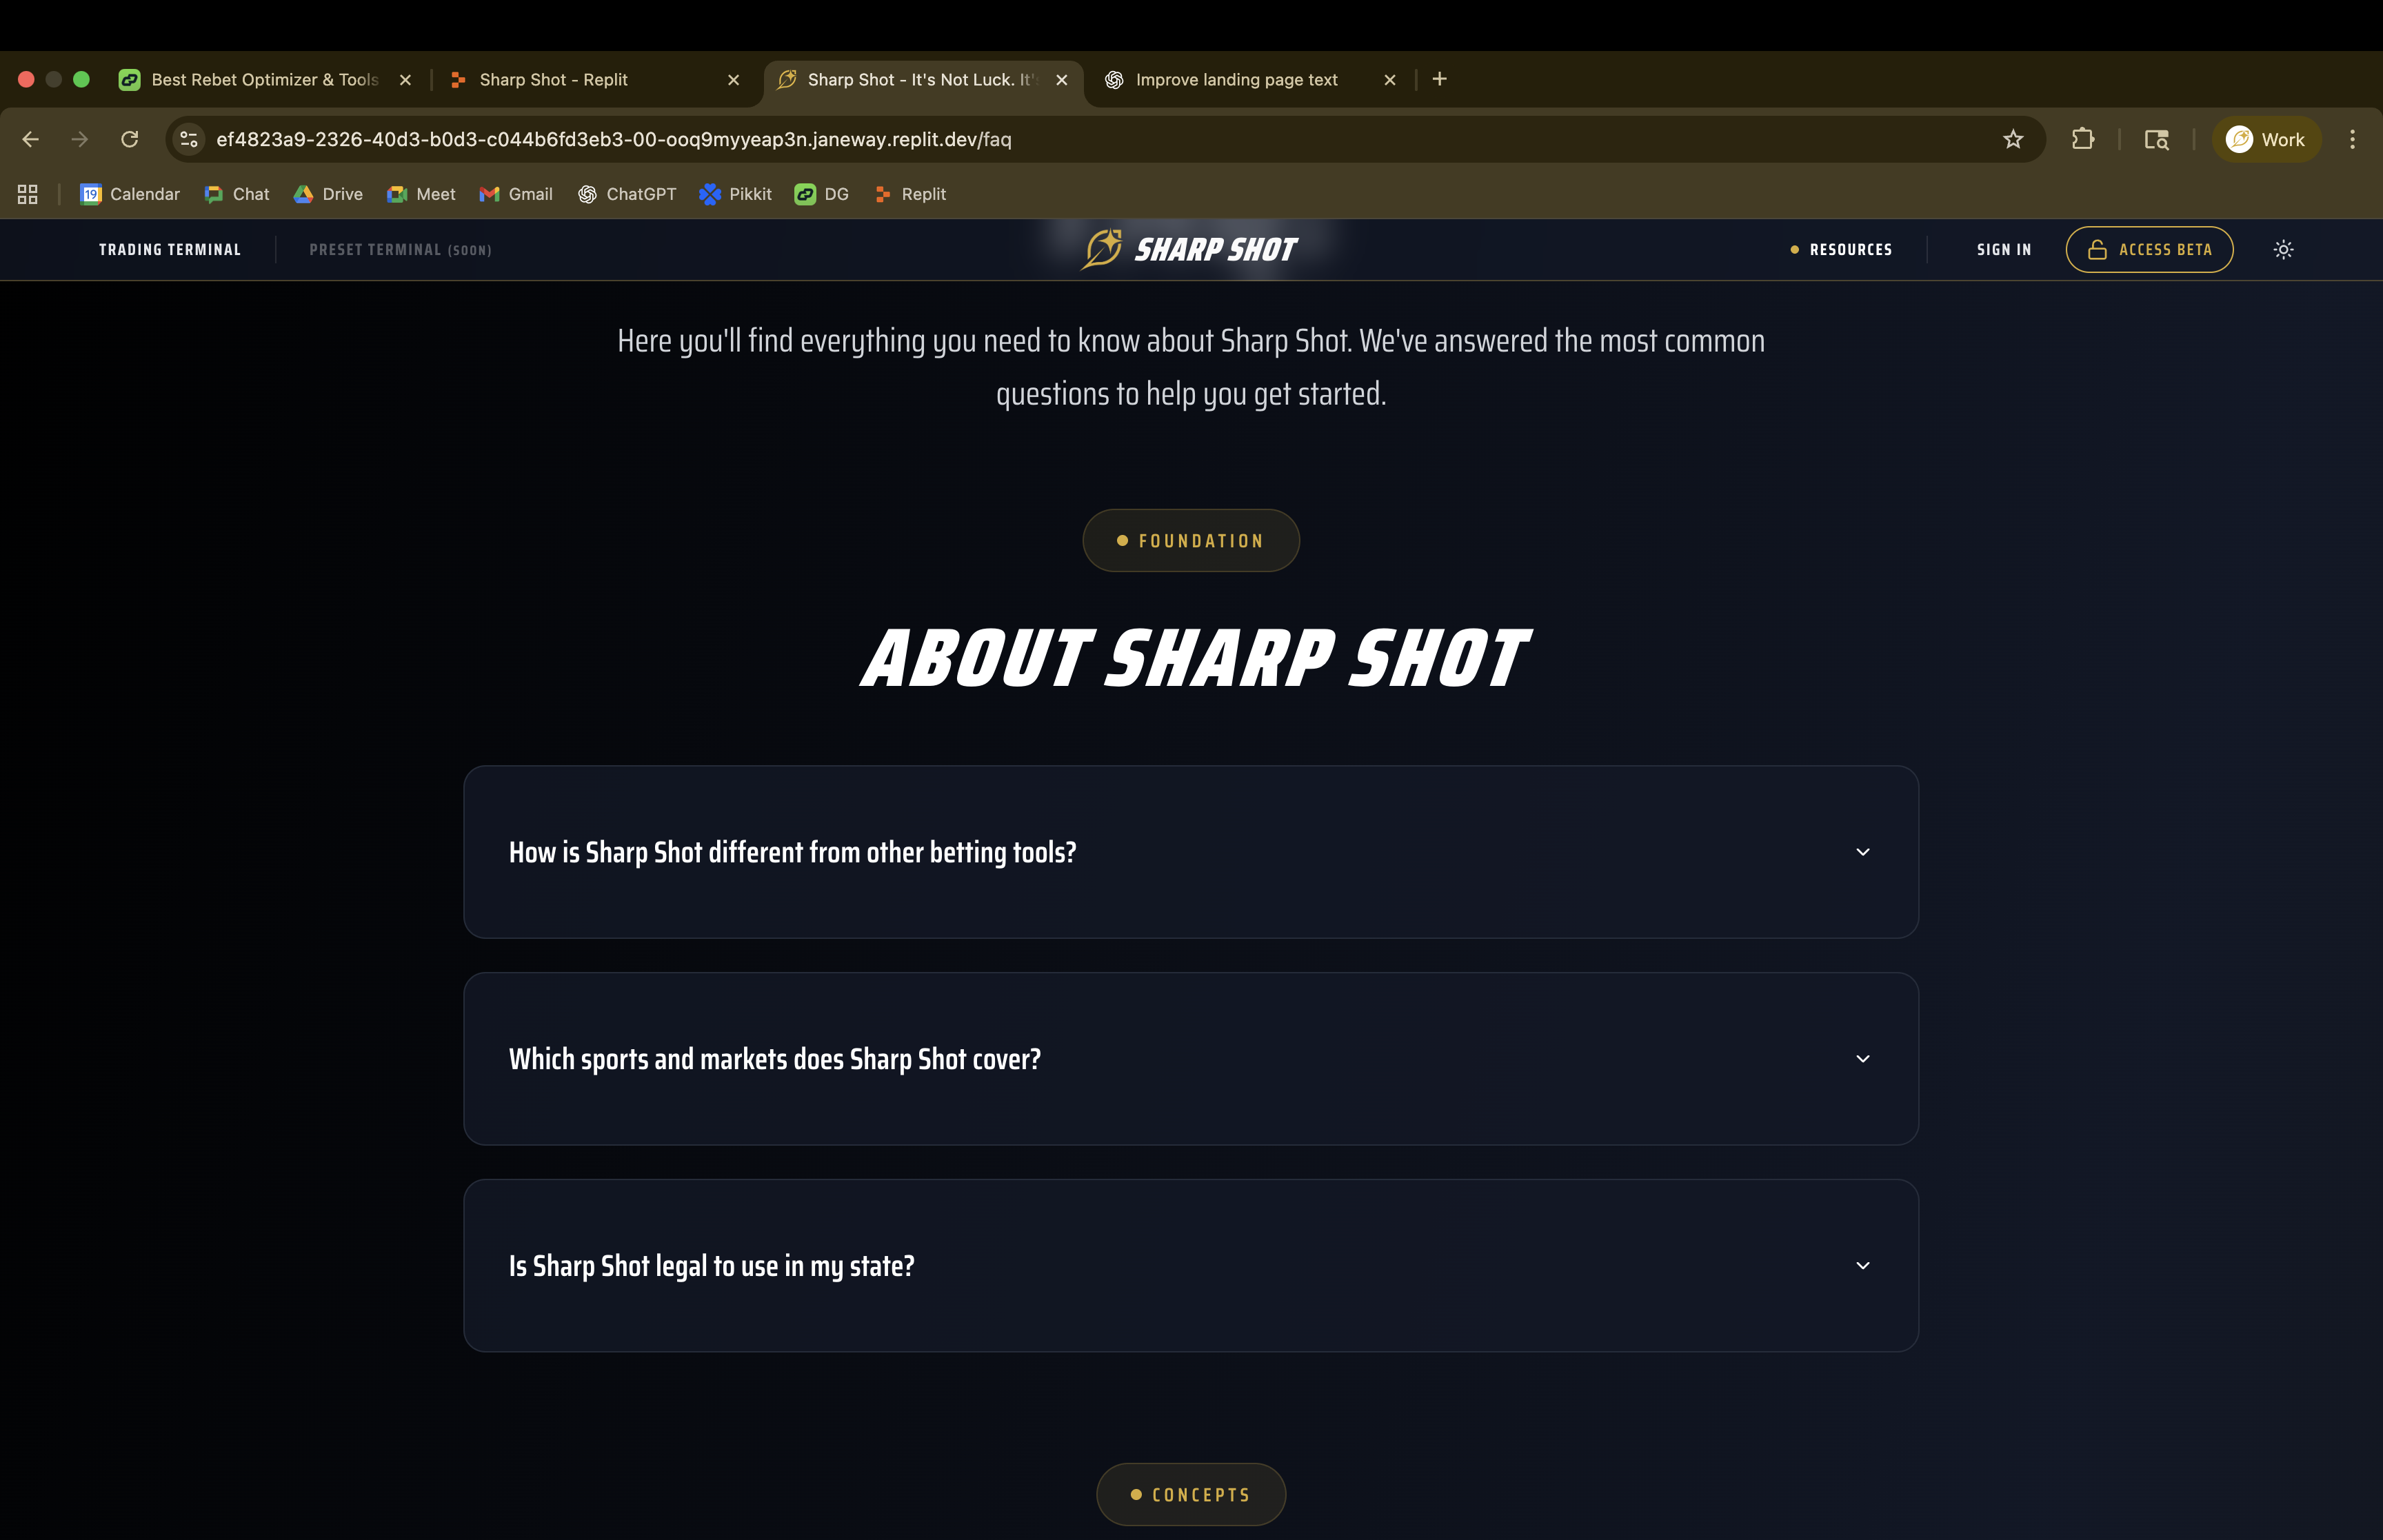 Best Rebet Optimizer & Tools
Sharp Shot - Replit
Sharp Shot - It's Not Luck. It's
Improve landing page text
ef4823a9-2326-40d3-b0d3-c044b6fd3eb3-00-ooq9myyeap3n.janeway.replit.dev/faq
Work
19 Calendar
Chat
Drive
Meet
Gmail
ChatGPT
Pikkit
DG
Replit
TRADING TERMINAL
PRESET TERMINAL (SOON)
SHARP SHOT
RESOURCES
SIGN IN
ACCESS BETA
Here you'll find everything you need to know about Sharp Shot. We've answered the most common
questions to help you get started.
FOUNDATION
ABOUT SHARP SHOT
How is Sharp Shot different from other betting tools?
Which sports and markets does Sharp Shot cover?
Is Sharp Shot legal to use in my state?
CONCEPTS